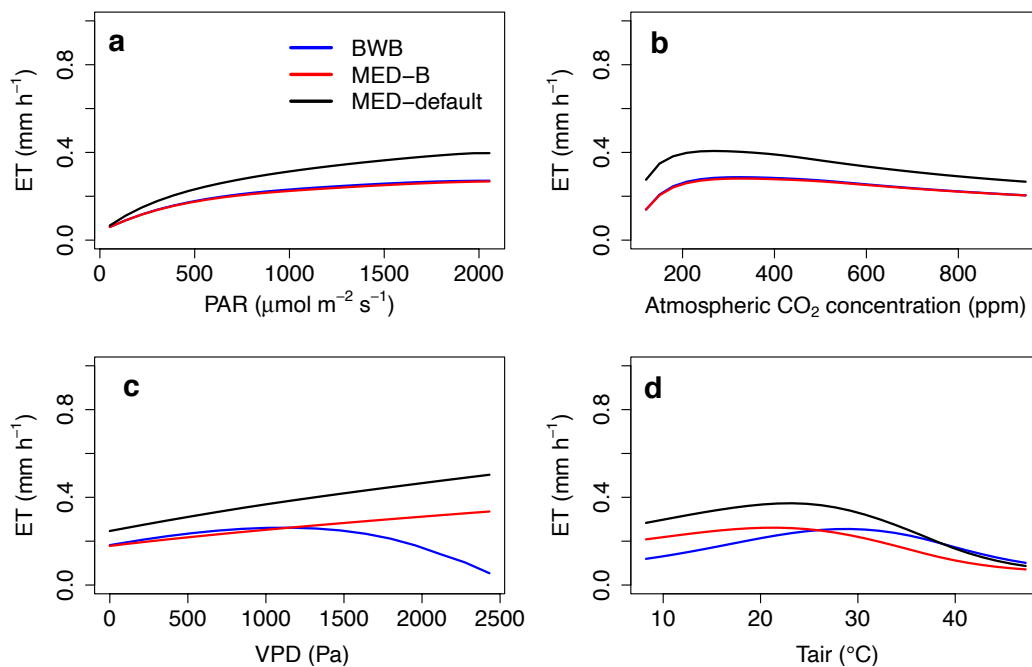 a
BWB
MED−B
MED−default
ET (mm h⁻¹)
0.0 0.4 0.8
0 500 1000 1500 2000
PAR (μmol m⁻² s⁻¹)
b
ET (mm h⁻¹)
0.0 0.4 0.8
200 400 600 800
Atmospheric CO₂ concentration (ppm)
c
ET (mm h⁻¹)
0.0 0.4 0.8
0 500 1000 1500 2000 2500
VPD (Pa)
d
ET (mm h⁻¹)
0.0 0.4 0.8
10 20 30 40
Tair (°C)